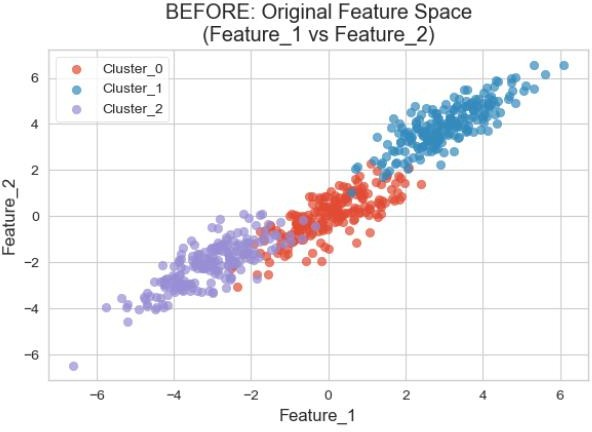 BEFORE: Original Feature Space
(Feature_1 vs Feature_2)
Cluster_0
Cluster_1
Cluster_2
6
4
2
0
−2
−4
−6
Feature_2
−6
−4
−2
0
2
4
6
Feature_1